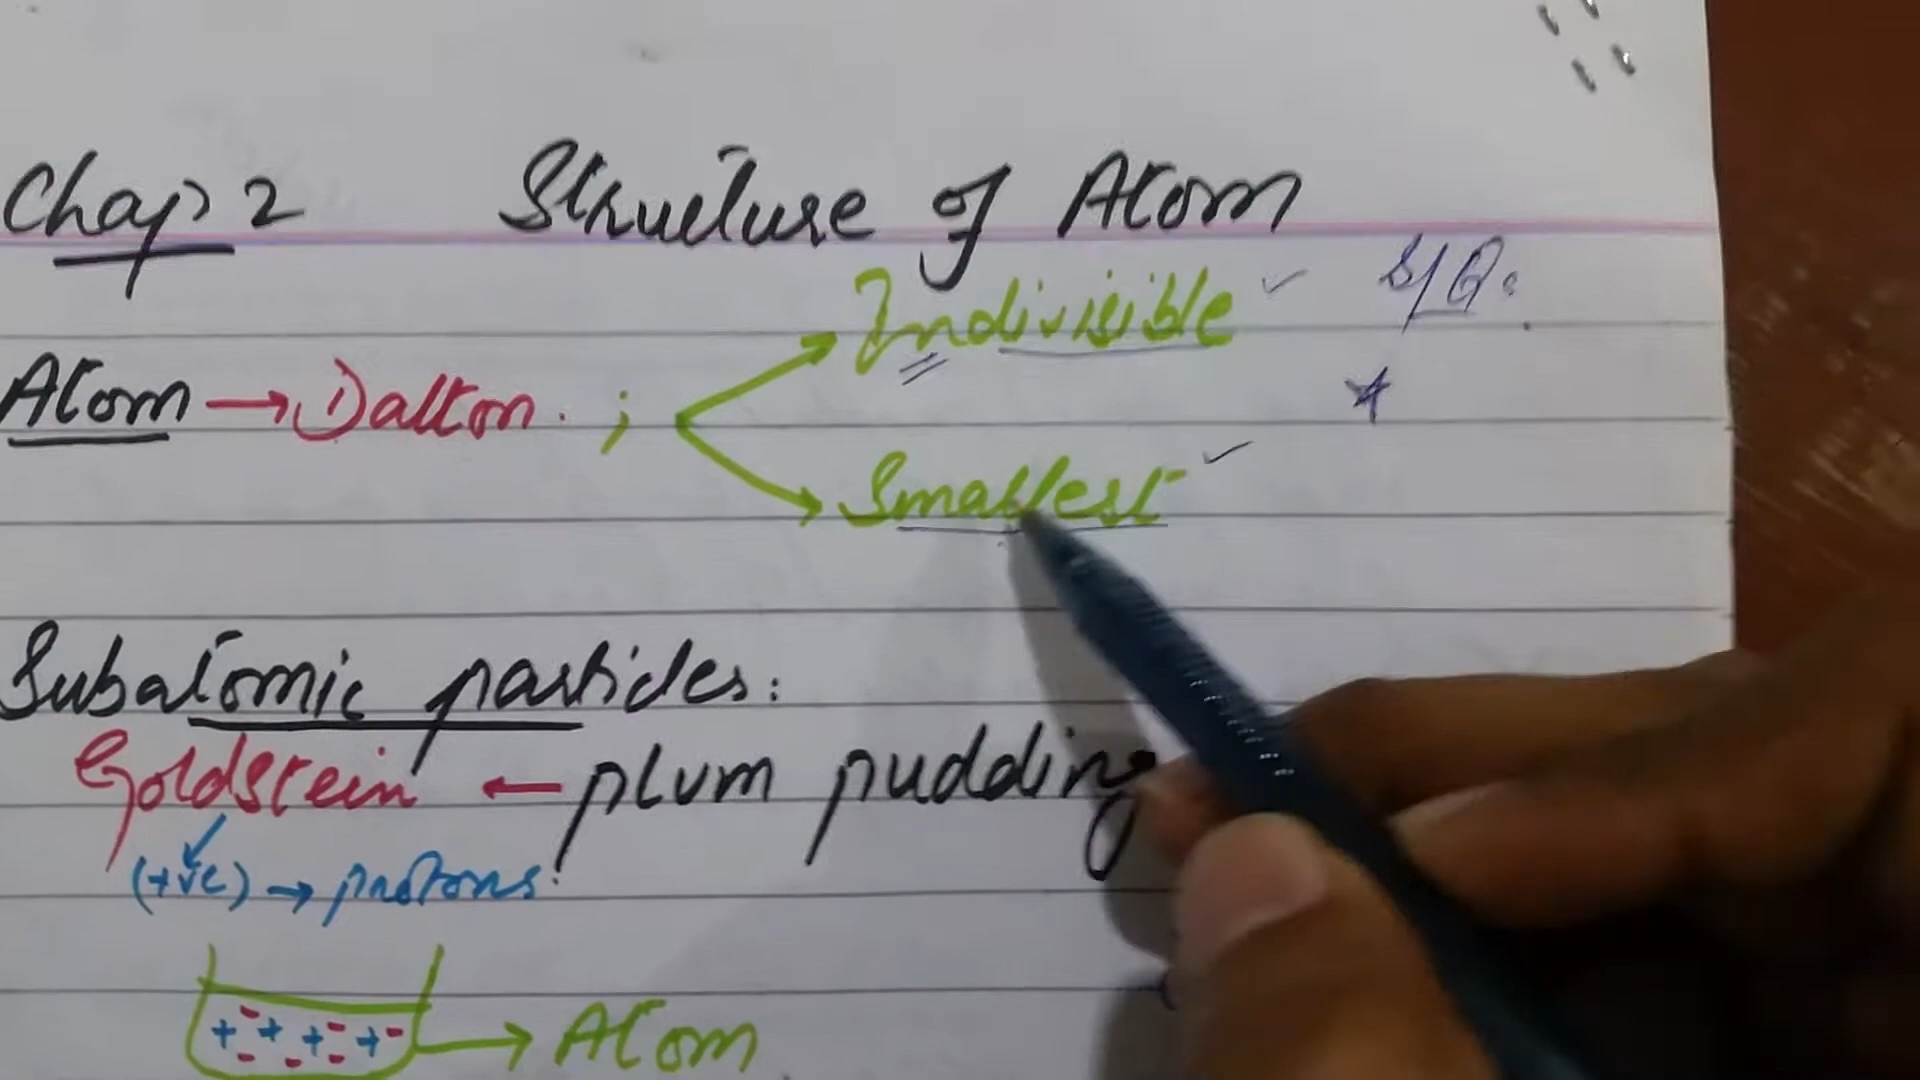 Chap 2 Structure of Atom
Indivisible ✓ S/Q.
Atom → Dalton. ;
Smallest ✓
Subatomic particles:
Goldstein ← plum pudding
(+ve) → protons.
+ - + + - + -
- - -
→ Atom